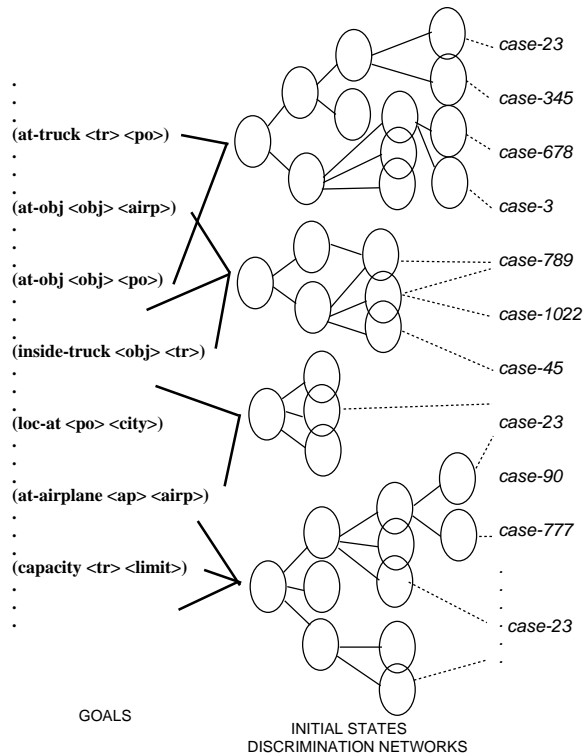 (at-truck <tr> <po>)
(at-obj <obj> <airp>)
(at-obj <obj> <po>)
(inside-truck <obj> <tr>)
(loc-at <po> <city>)
(at-airplane <ap> <airp>)
(capacity <tr> <limit>)
case-23
case-345
case-678
case-3
case-789
case-1022
case-45
case-23
case-90
case-777
case-23
GOALS
INITIAL STATES
DISCRIMINATION NETWORKS